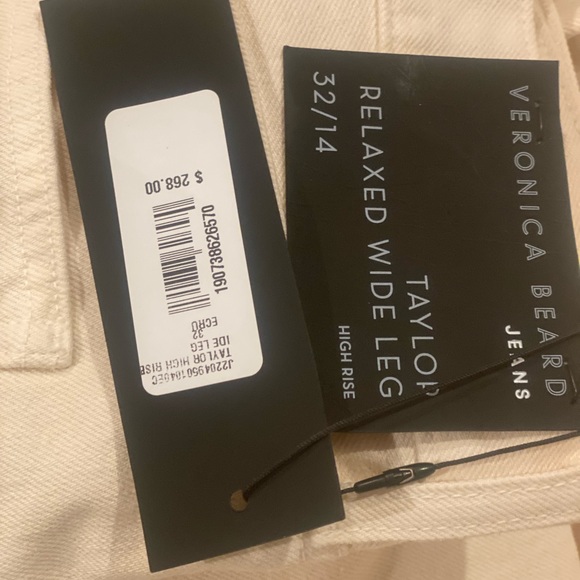 J2204950104BEC
TAYLOR HIGH RISE
IDE LEG
32
ECRU
190738626570
$ 268.00
VERONICA BEARD
JEANS
TAYLOR
RELAXED WIDE LEG
32/14
HIGH RISE